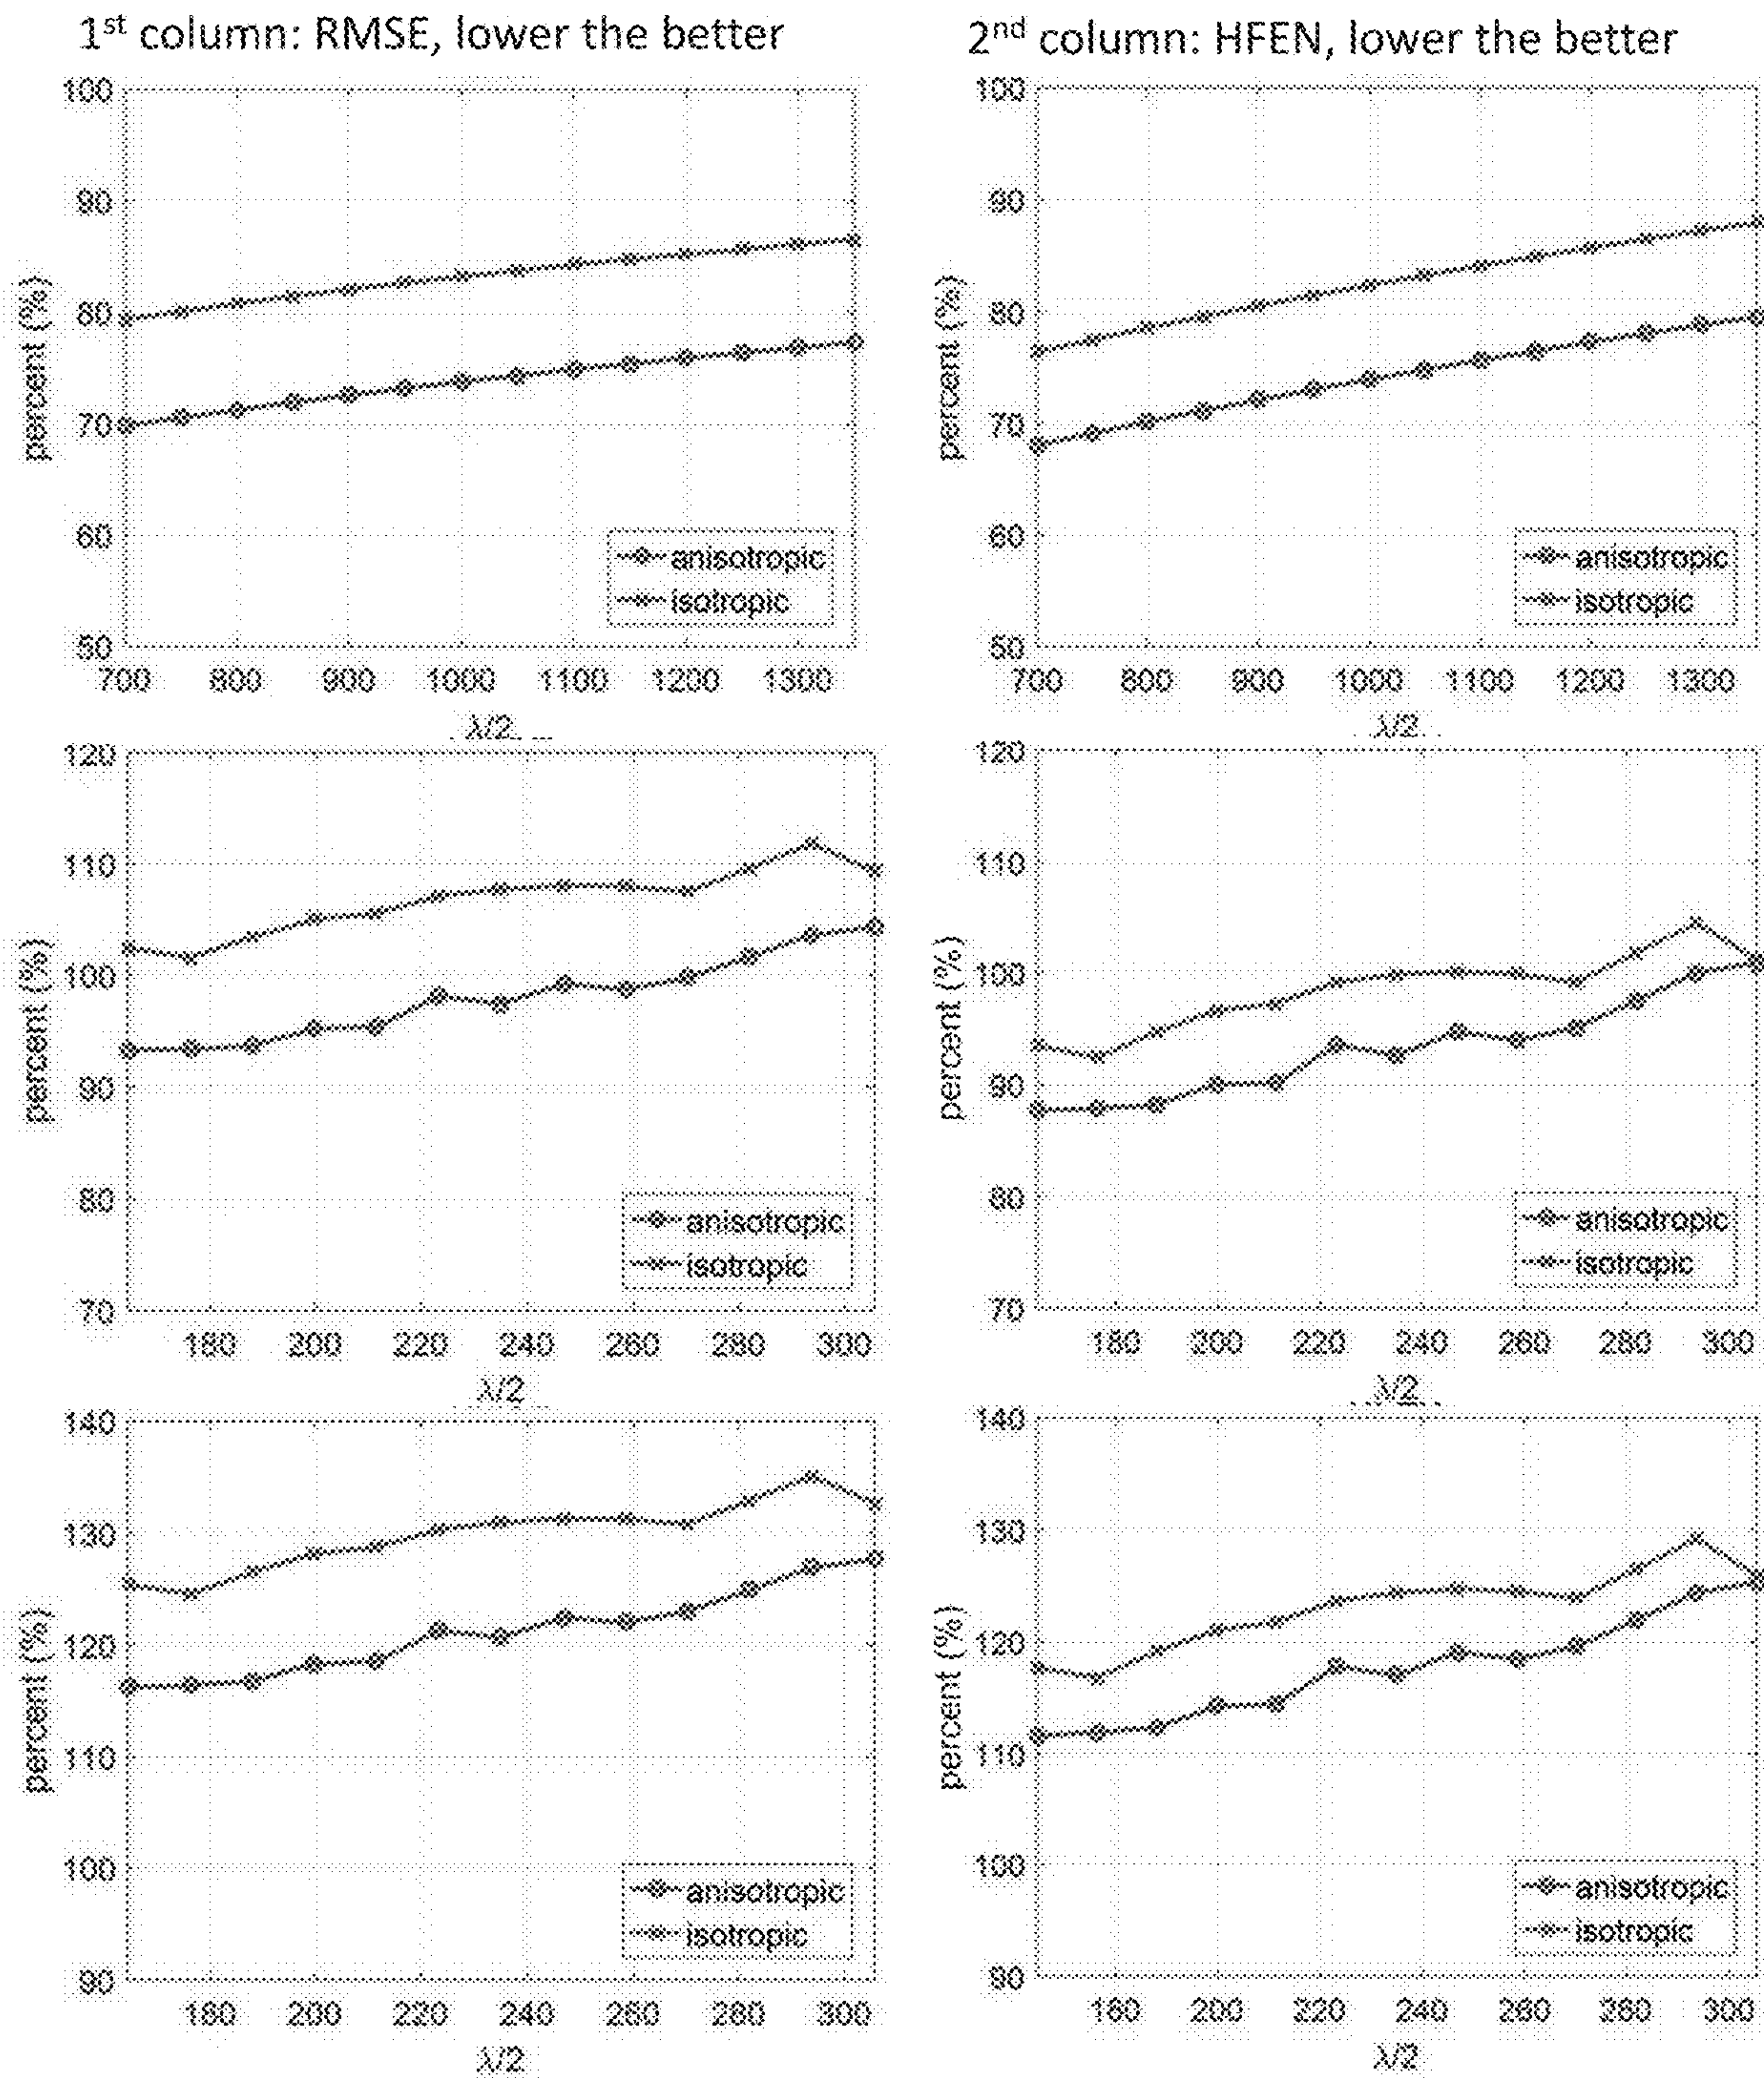 1st column: RMSE, lower the better
2nd column: HFEN, lower the better
100
90
80
70
60
50
percent (%)
700 800 900 1000 1100 1200 1300
λ/2
anisotropic
isotropic
100
90
80
70
60
50
percent (%)
700 800 900 1000 1100 1200 1300
λ/2
anisotropic
isotropic
120
110
100
90
80
70
percent (%)
180 200 220 240 260 280 300
λ/2
anisotropic
isotropic
120
110
100
90
80
70
percent (%)
180 200 220 240 260 280 300
λ/2
anisotropic
isotropic
140
130
120
110
100
90
percent (%)
180 200 220 240 260 280 300
λ/2
anisotropic
isotropic
140
130
120
110
100
90
percent (%)
180 200 220 240 260 280 300
λ/2
anisotropic
isotropic